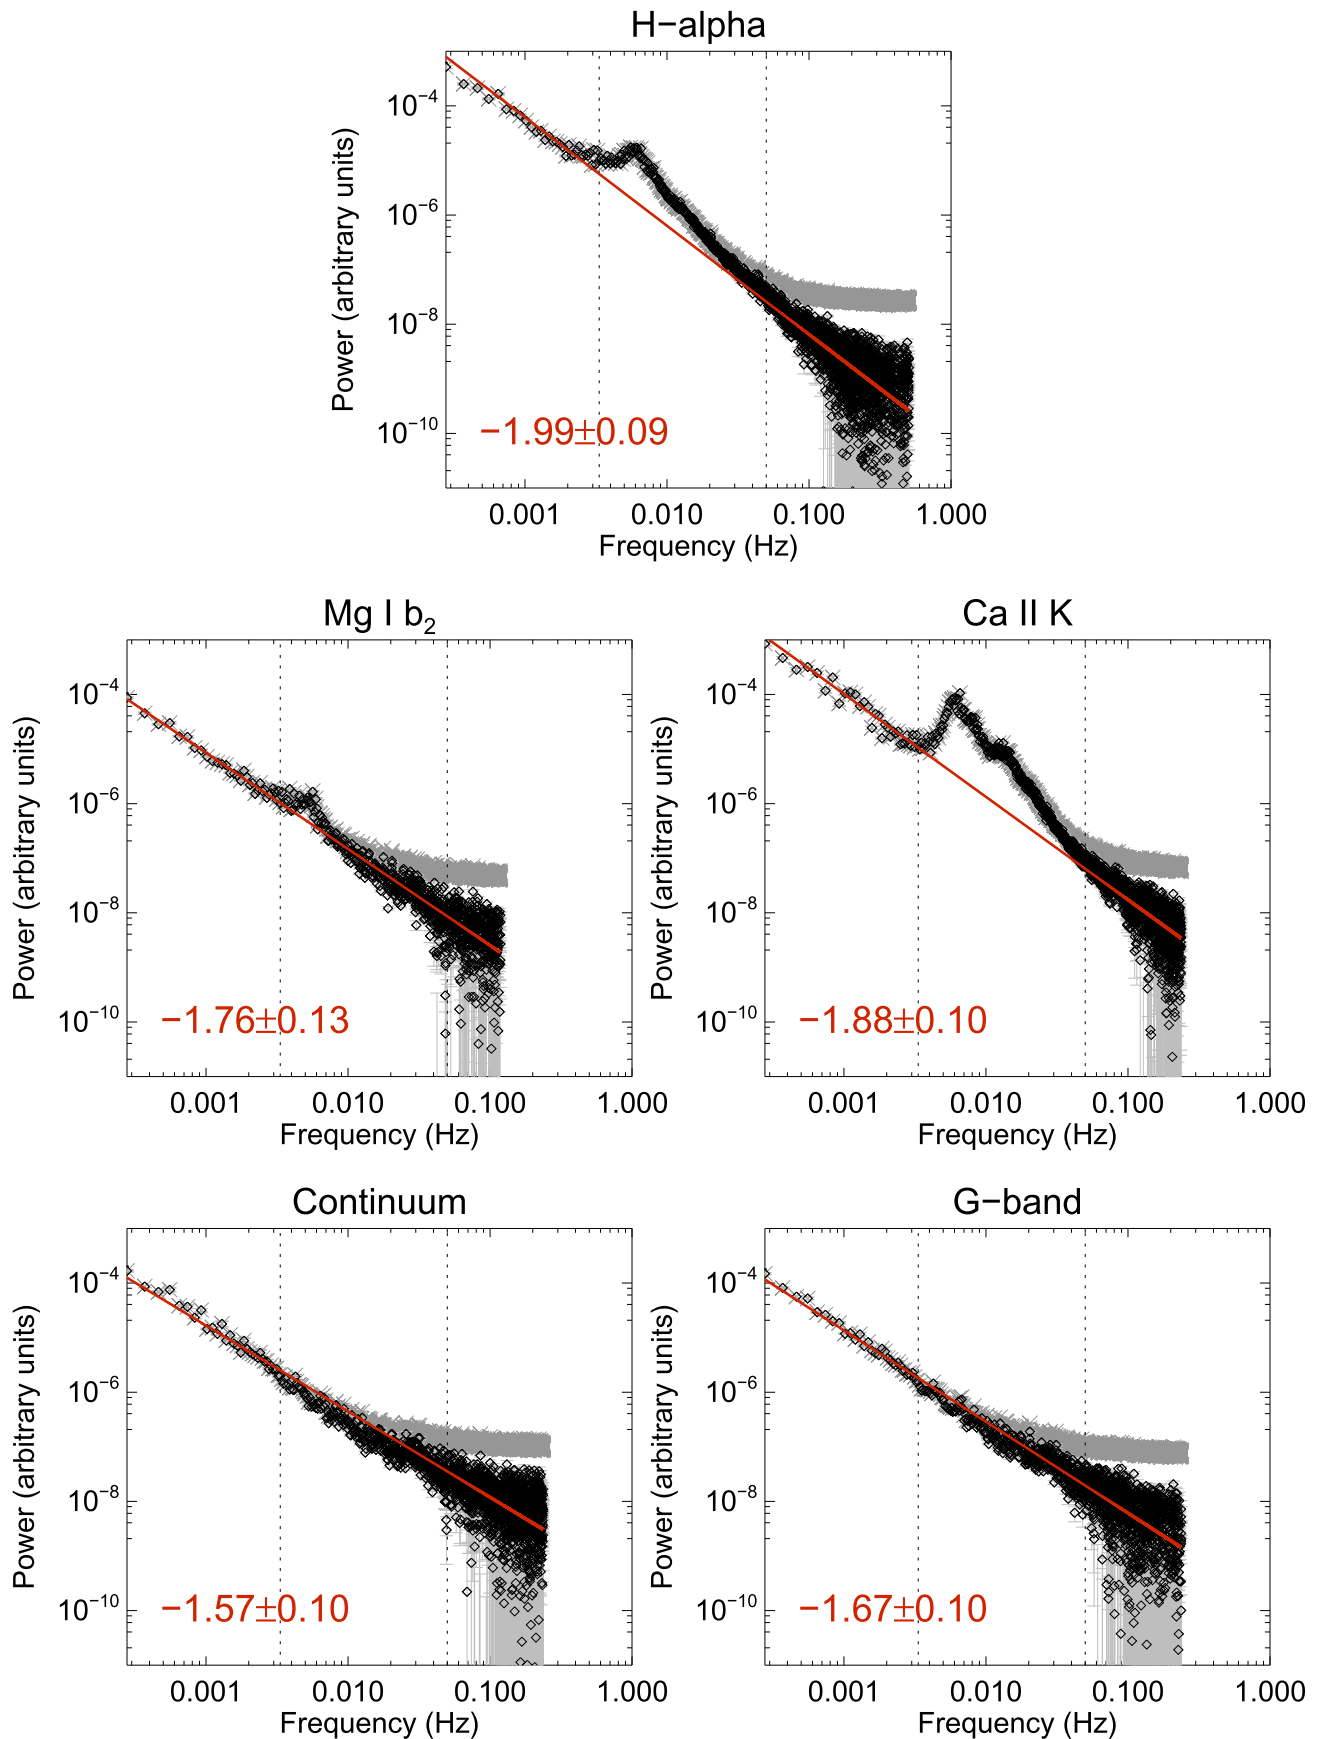 H−alpha
Power (arbitrary units)
10−4
10−6
10−8
10−10
−1.99±0.09
0.001 0.010 0.100 1.000
Frequency (Hz)
Mg I b2
Power (arbitrary units)
10−4
10−6
10−8
10−10
−1.76±0.13
0.001 0.010 0.100 1.000
Frequency (Hz)
Ca II K
Power (arbitrary units)
10−4
10−6
10−8
10−10
−1.88±0.10
0.001 0.010 0.100 1.000
Frequency (Hz)
Continuum
Power (arbitrary units)
10−4
10−6
10−8
10−10
−1.57±0.10
0.001 0.010 0.100 1.000
Frequency (Hz)
G−band
Power (arbitrary units)
10−4
10−6
10−8
10−10
−1.67±0.10
0.001 0.010 0.100 1.000
Frequency (Hz)